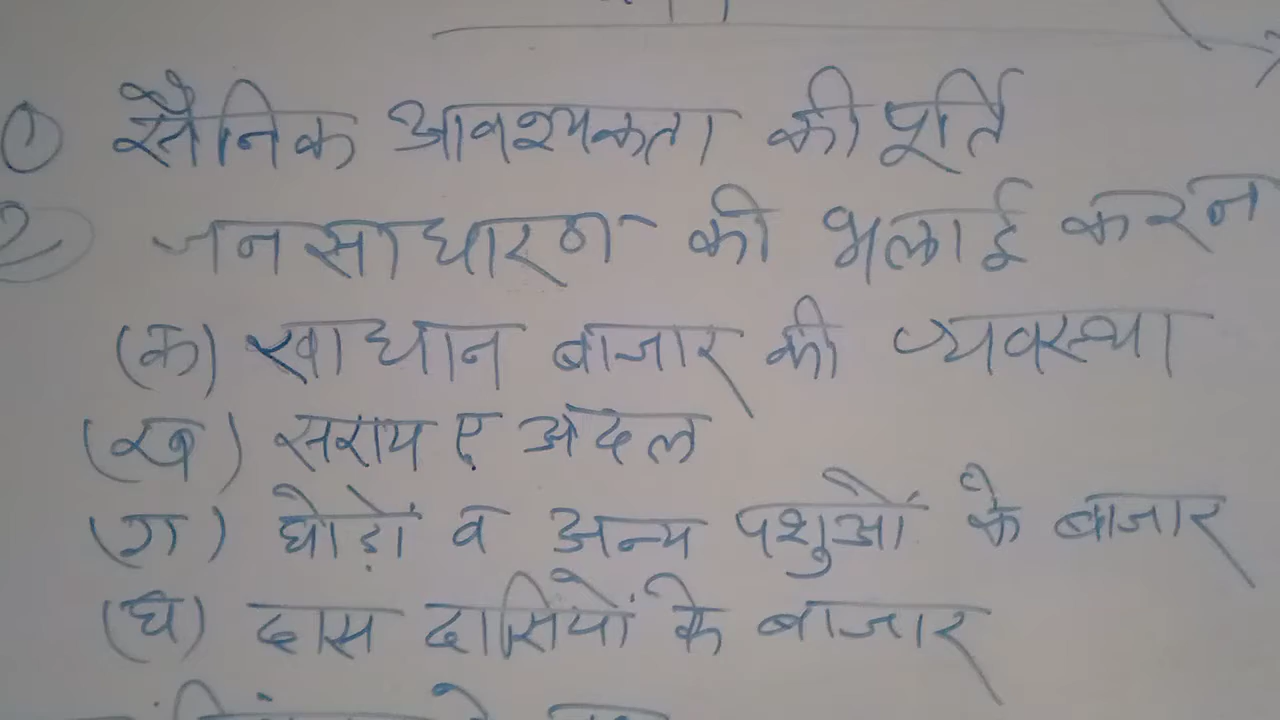 ① सैनिक आवश्यकता की पूर्ति
2 जनसाधारण की भलाई करन
(क) खाधान बाजार की व्यवस्था
(ख) सराय ए अदल
(ग) घोड़ों व अन्य पशुओं के बाजार
(घ) दास दासियों के बाजार